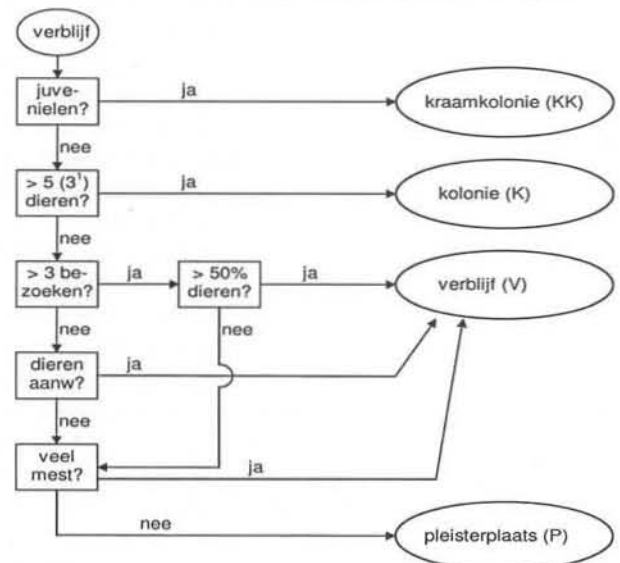 verblijf
juve-
nielen?
ja
kraamkolonie (KK)
nee
> 5 (3¹)
dieren?
ja
kolonie (K)
nee
> 3 be-
zoeken?
ja
> 50%
dieren?
ja
verblijf (V)
nee
nee
dieren
aanw?
ja
nee
veel
mest?
ja
nee
pleisterplaats (P)